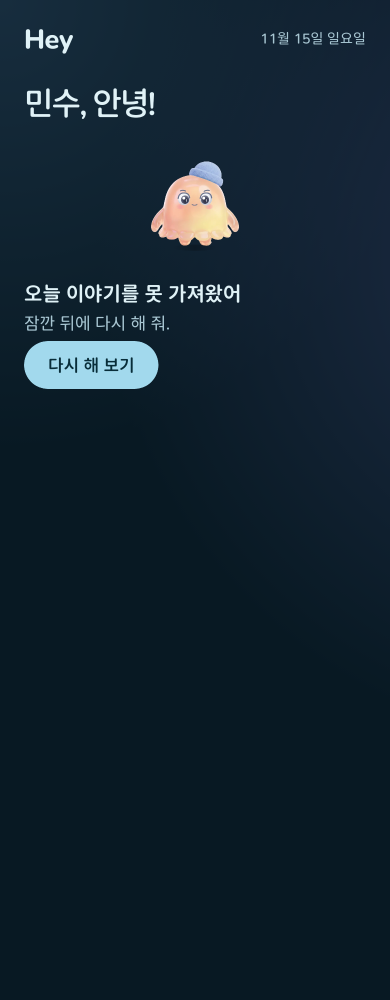 Hey
11월 15일 일요일
민수, 안녕!
오늘 이야기를 못 가져왔어
잠깐 뒤에 다시 해 줘.
다시 해 보기